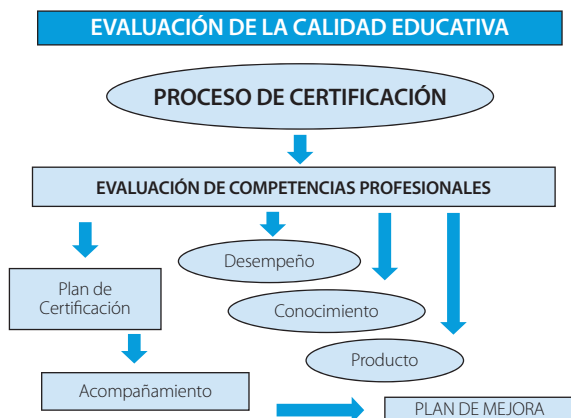 EVALUACIÓN DE LA CALIDAD EDUCATIVA
PROCESO DE CERTIFICACIÓN
EVALUACIÓN DE COMPETENCIAS PROFESIONALES
Desempeño
Plan de
Certificación
Conocimiento
Producto
Acompañamiento
PLAN DE MEJORA